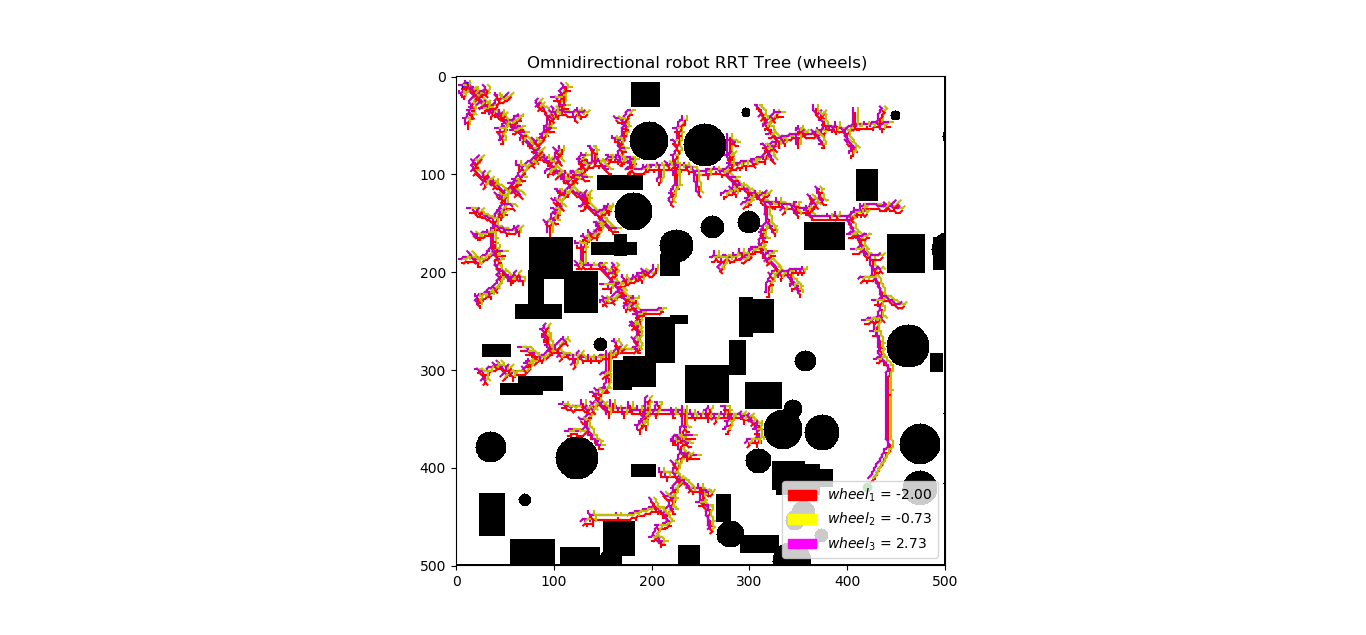 Omnidirectional robot RRT Tree (wheels)
0
100
200
300
400
500
0 100 200 300 400 500
wheel₁ = -2.00
wheel₂ = -0.73
wheel₃ = 2.73